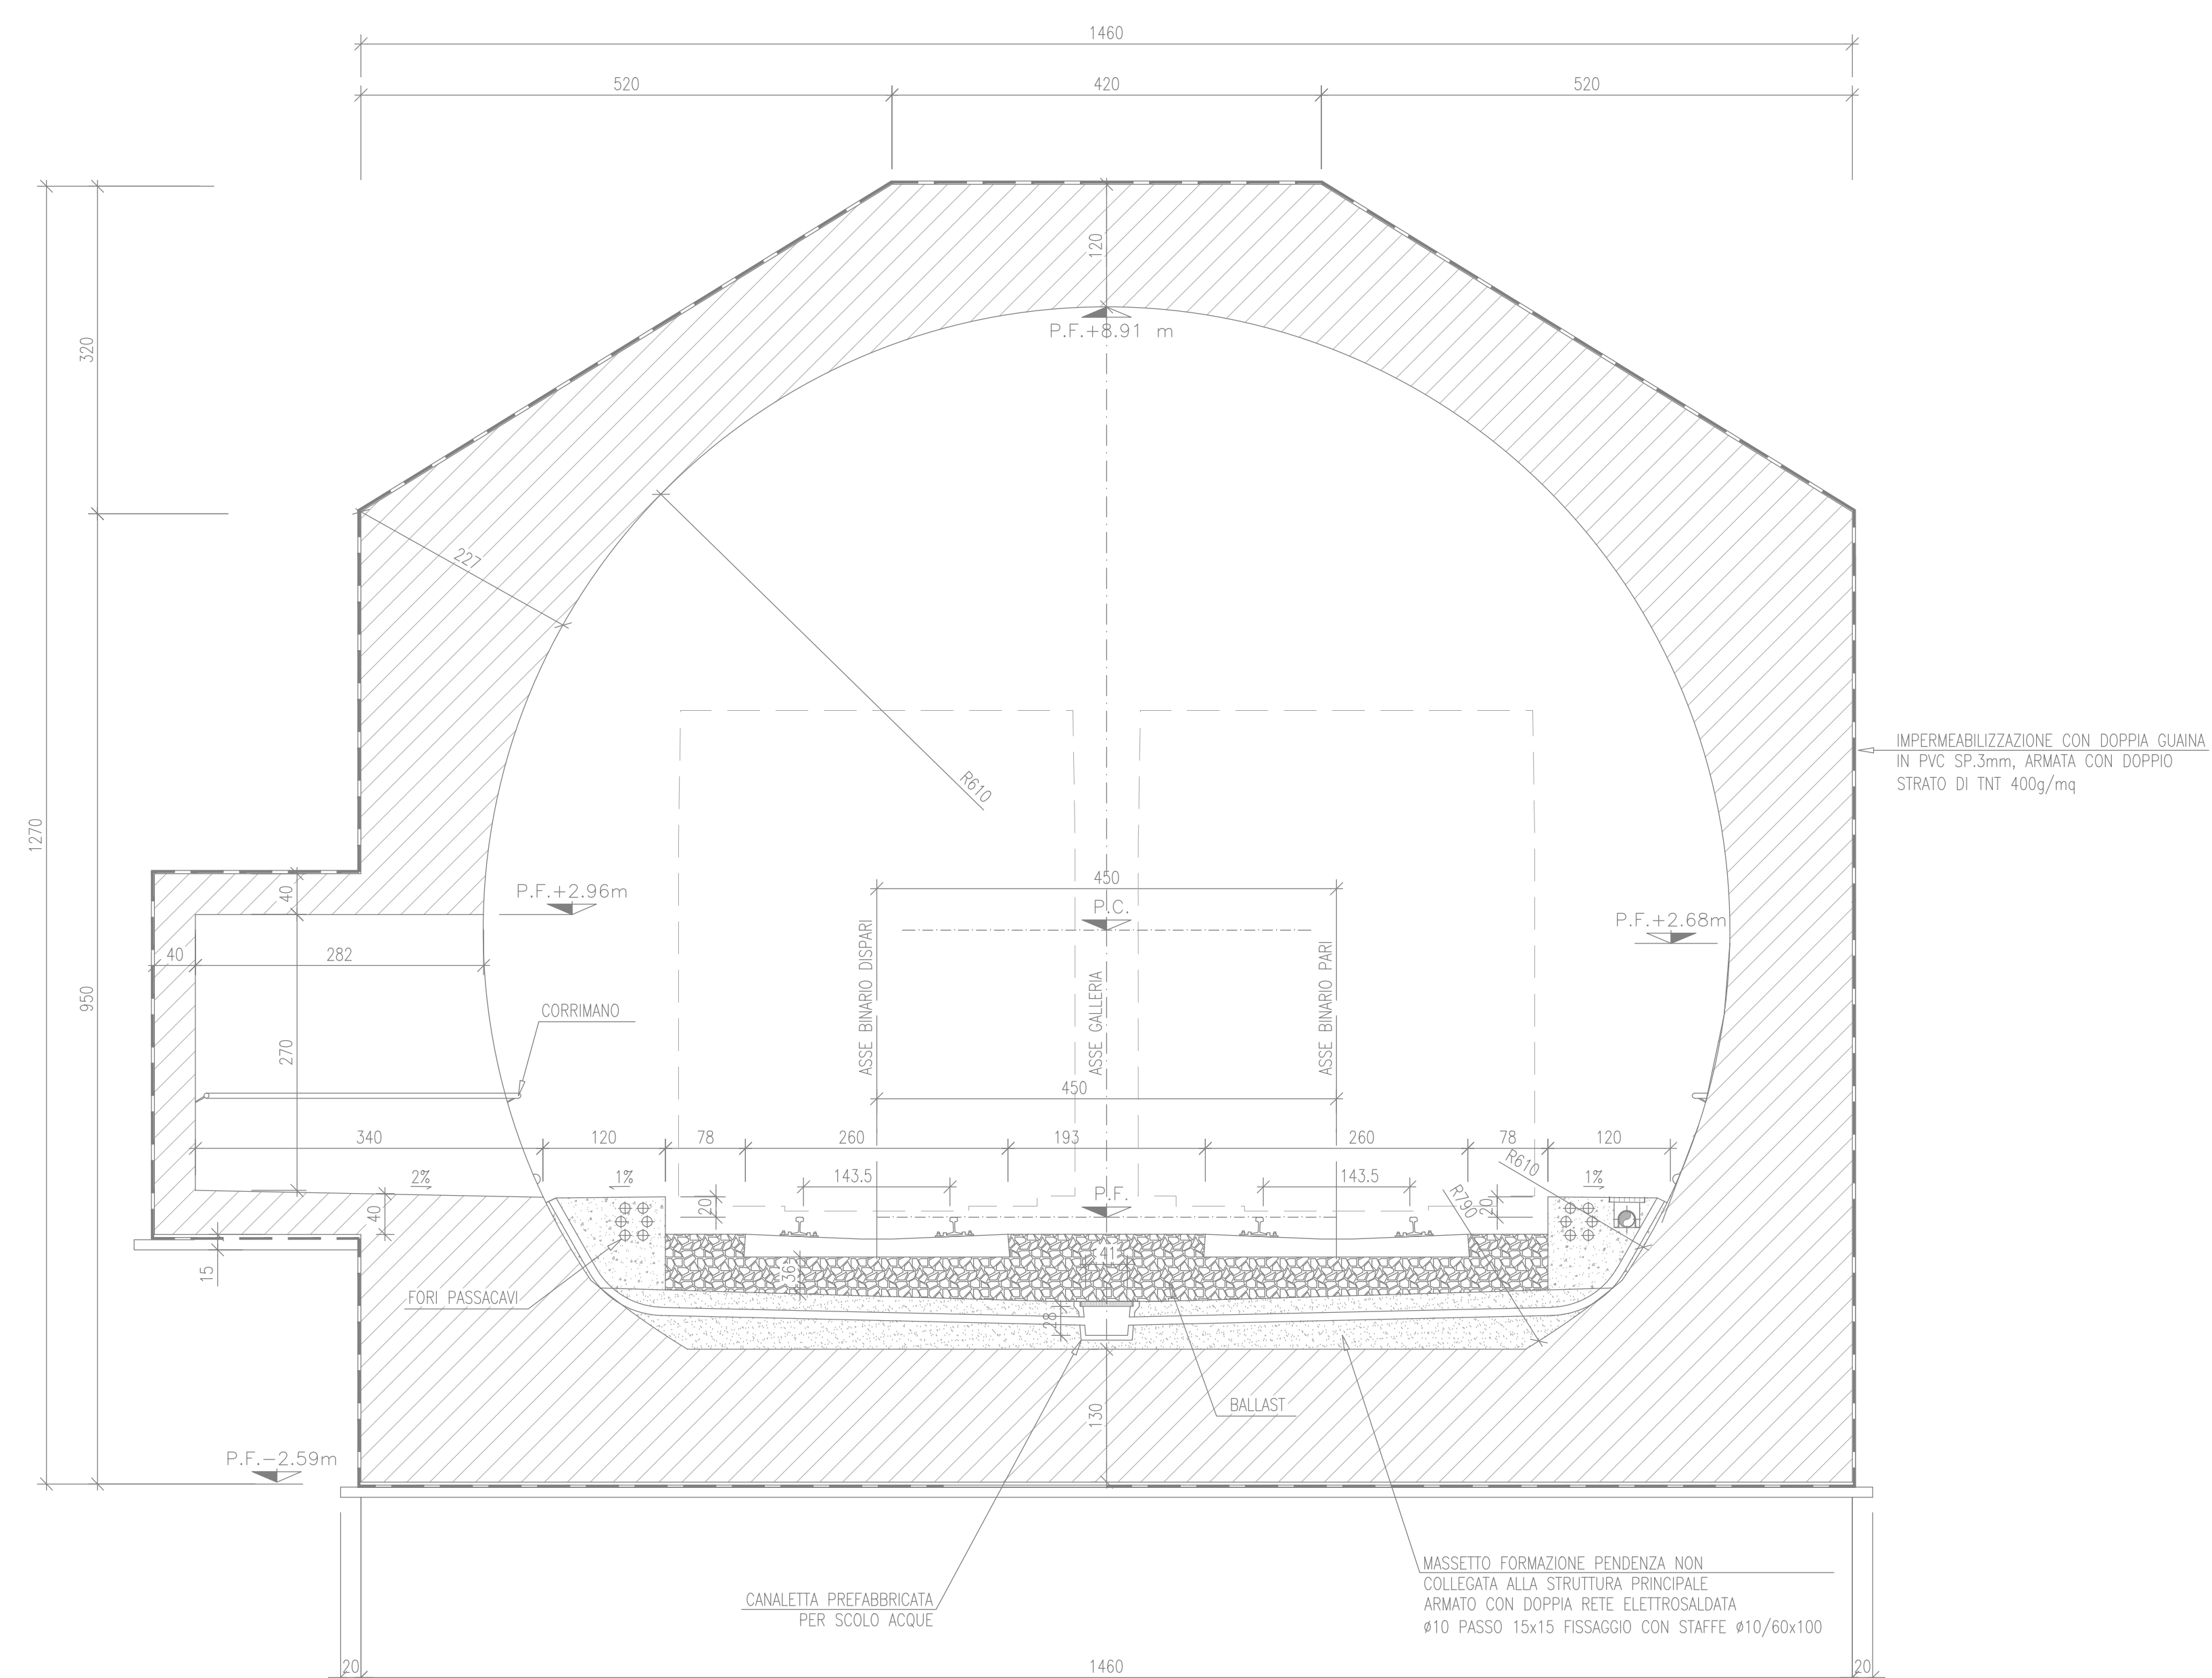 1460
520
420
520
120
P.F.+8.91 m
320
227
R610
IMPERMEABILIZZAZIONE CON DOPPIA GUAINA
IN PVC SP.3mm, ARMATA CON DOPPIO
STRATO DI TNT 400g/mq
1270
450
40
P.F.+2.96m
P.C.
P.F.+2.68m
40
282
ASSE BINARIO DISPARI
ASSE GALLERIA
ASSE BINARIO PARI
950
CORRIMANO
270
450
340
120
78
260
193
260
78
120
2%
1%
143.5
143.5
R610
1%
20
P.F.
R790
20
40
15
41
365
FORI PASSACAVI
28
BALLAST
130
P.F.-2.59m
CANALETTA PREFABBRICATA
PER SCOLO ACQUE
MASSETTO FORMAZIONE PENDENZA NON
COLLEGATA ALLA STRUTTURA PRINCIPALE
ARMATO CON DOPPIA RETE ELETTROSALDATA
ø10 PASSO 15x15 FISSAGGIO CON STAFFE ø10/60x100
20
1460
20